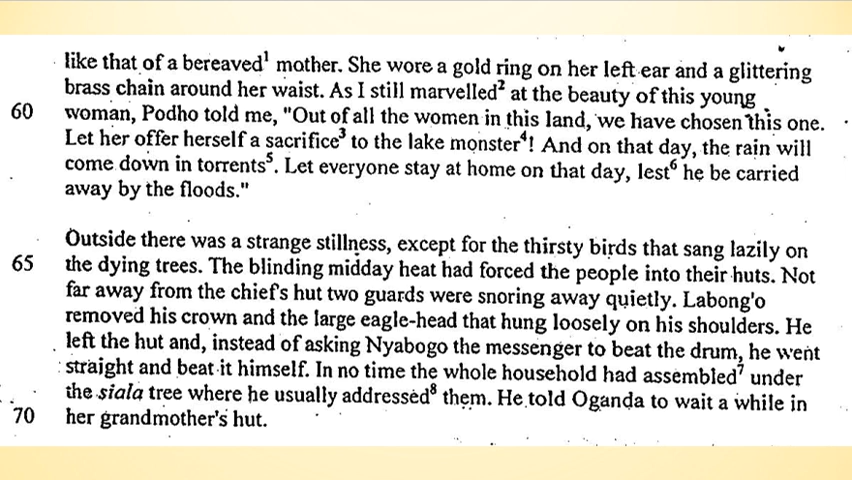 like that of a bereaved¹ mother. She wore a gold ring on her left ear and a glittering
brass chain around her waist. As I still marvelled² at the beauty of this young
60 woman, Podho told me, "Out of all the women in this land, we have chosen this one.
Let her offer herself a sacrifice³ to the lake monster⁴! And on that day, the rain will
come down in torrents⁵. Let everyone stay at home on that day, lest⁶ he be carried
away by the floods."
Outside there was a strange stillness, except for the thirsty birds that sang lazily on
65 the dying trees. The blinding midday heat had forced the people into their huts. Not
far away from the chief's hut two guards were snoring away quietly. Labong'o
removed his crown and the large eagle-head that hung loosely on his shoulders. He
left the hut and, instead of asking Nyabogo the messenger to beat the drum, he went
straight and beat it himself. In no time the whole household had assembled⁷ under
the siala tree where he usually addressed⁸ them. He told Oganda to wait a while in
70 her grandmother's hut.